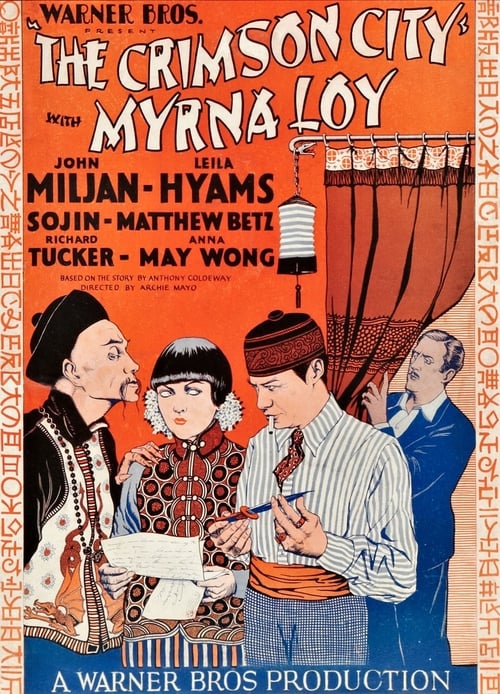 "WARNER BROS.
PRESENT
"THE CRIMSON CITY"
WITH
MYRNA LOY
JOHN LEILA
MILJAN - HYAMS
SOJIN - MATTHEW BETZ
RICHARD ANNA
TUCKER - MAY WONG
BASED ON THE STORY BY ANTHONY COLDEWAY
DIRECTED BY ARCHIE MAYO
A WARNER BROS PRODUCTION